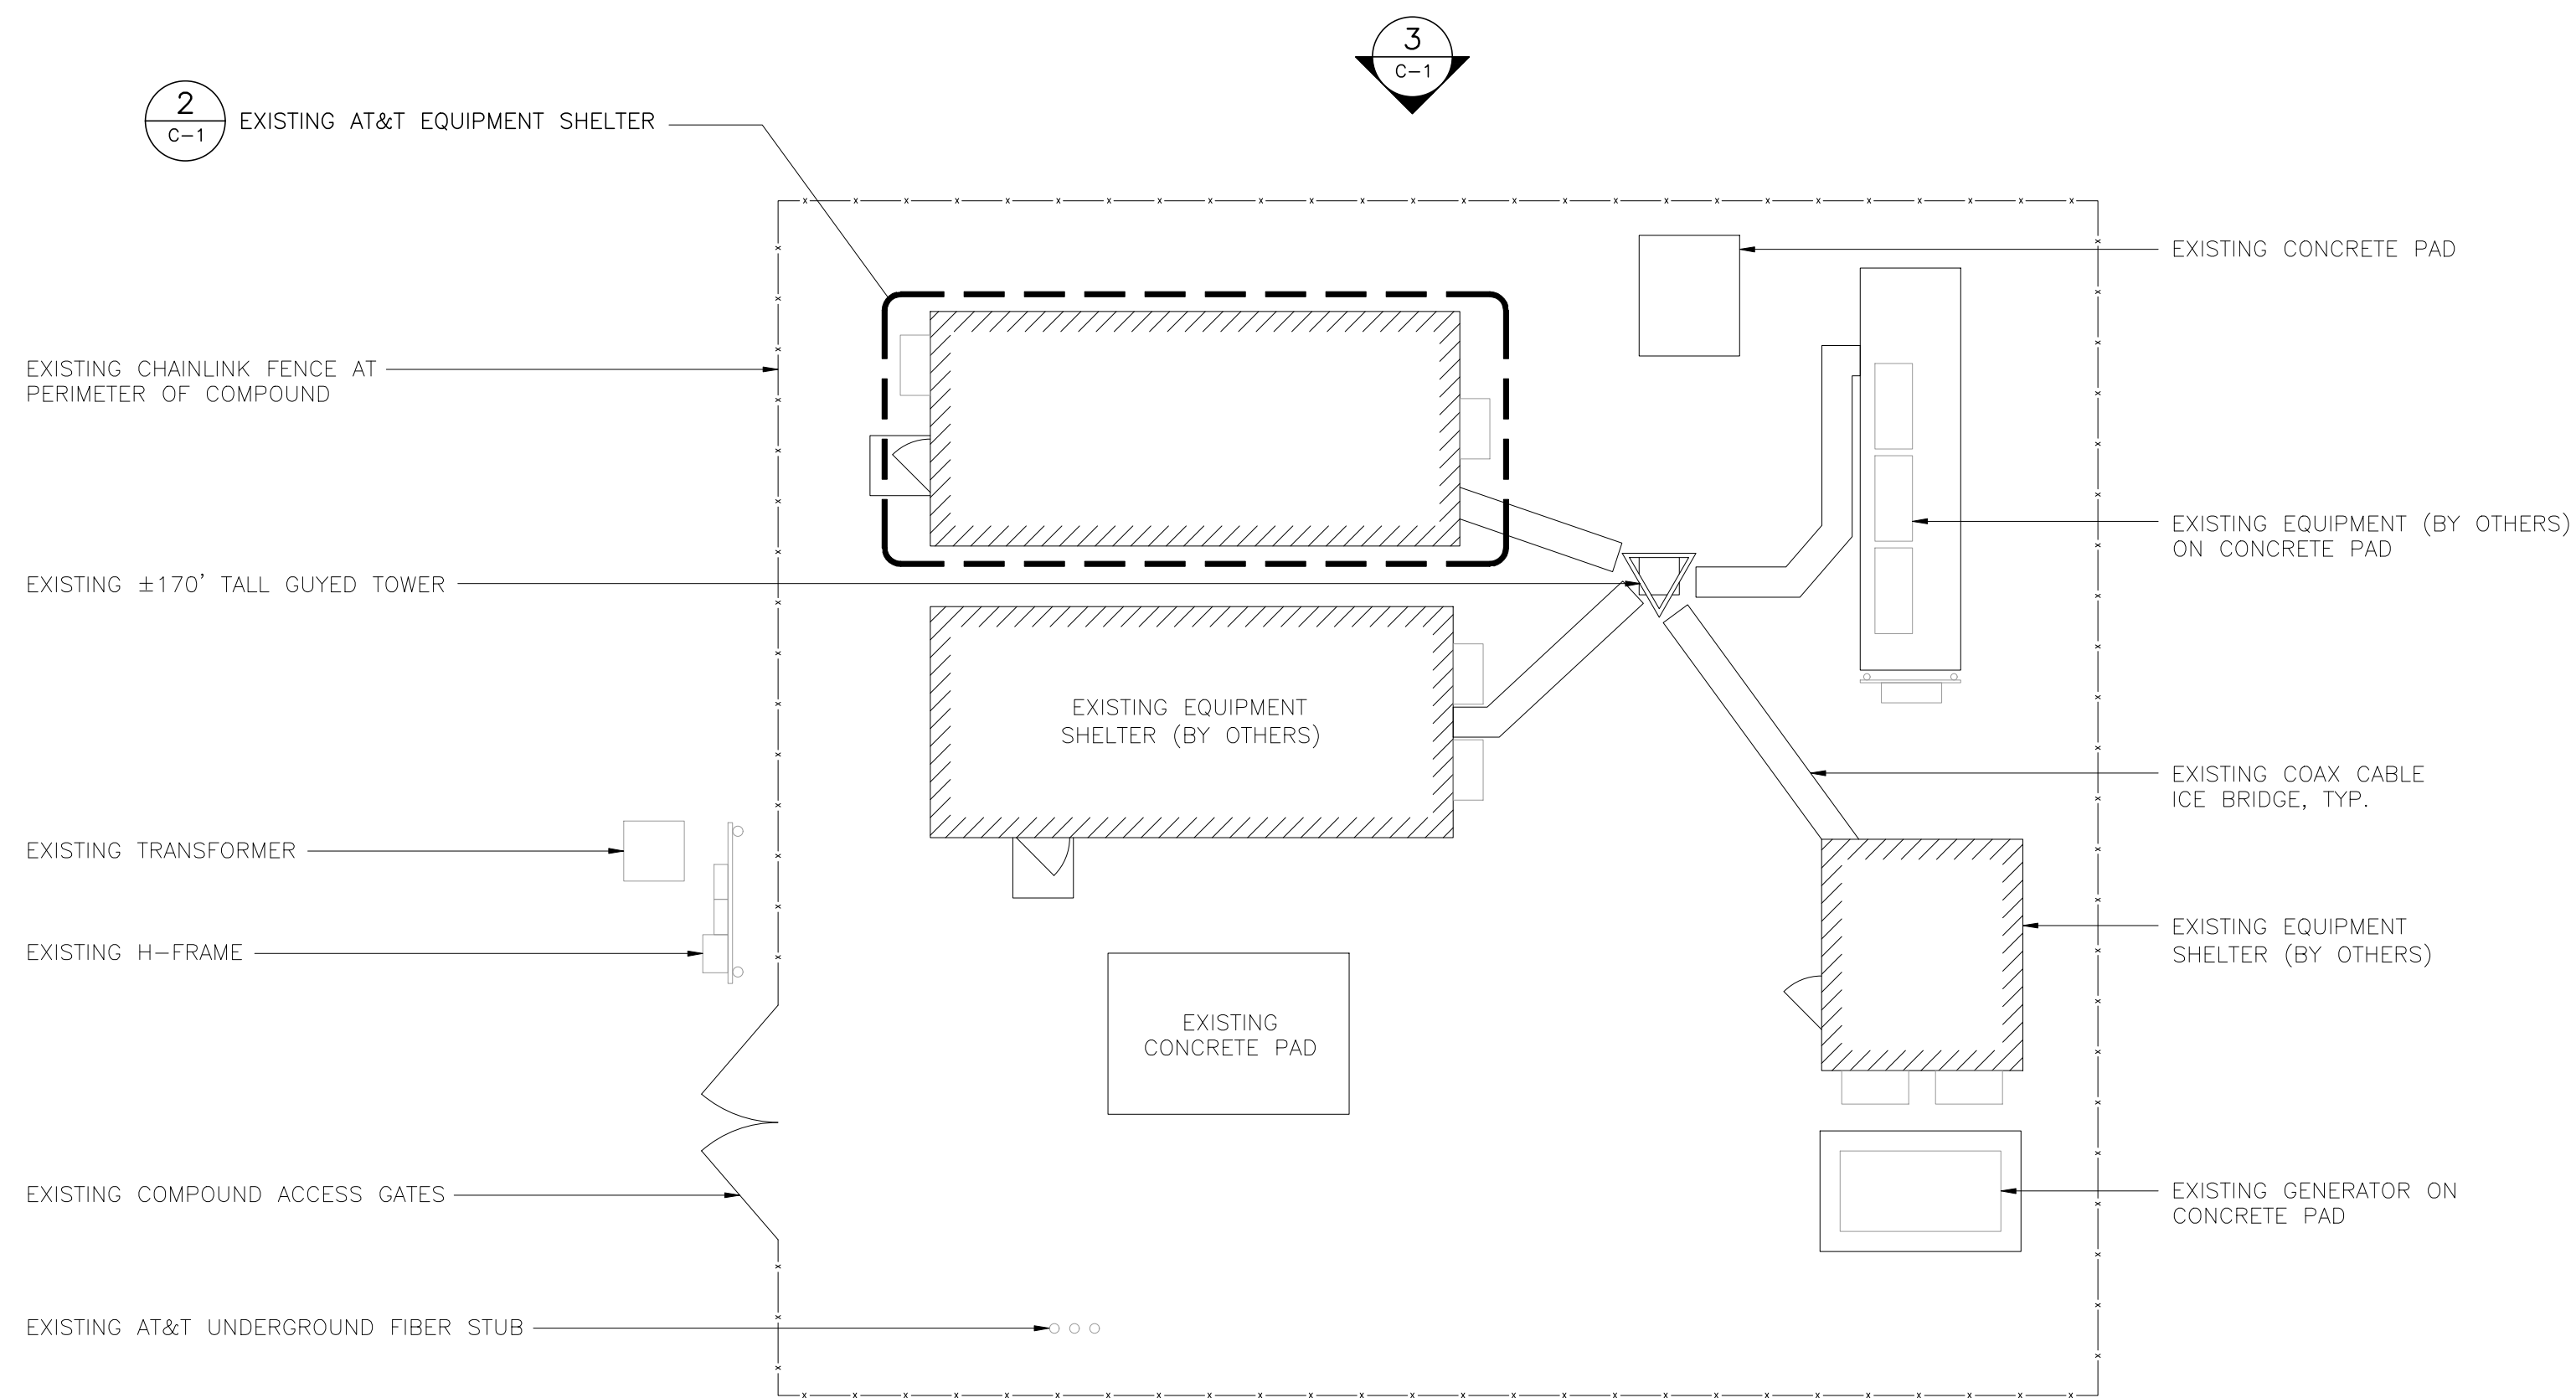 3
C-1
2
C-1
EXISTING AT&T EQUIPMENT SHELTER
EXISTING CONCRETE PAD
EXISTING CHAINLINK FENCE AT
PERIMETER OF COMPOUND
EXISTING EQUIPMENT (BY OTHERS)
ON CONCRETE PAD
EXISTING ±170' TALL GUYED TOWER
EXISTING EQUIPMENT
SHELTER (BY OTHERS)
EXISTING COAX CABLE
ICE BRIDGE, TYP.
EXISTING TRANSFORMER
EXISTING H-FRAME
EXISTING EQUIPMENT
SHELTER (BY OTHERS)
EXISTING
CONCRETE PAD
EXISTING COMPOUND ACCESS GATES
EXISTING GENERATOR ON
CONCRETE PAD
EXISTING AT&T UNDERGROUND FIBER STUB